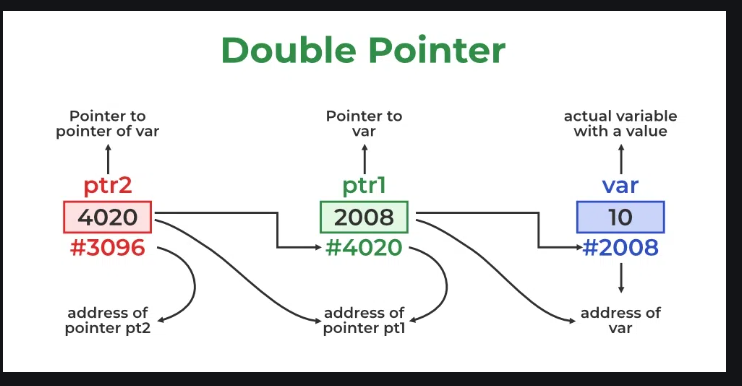 Double Pointer
Pointer to
pointer of var
Pointer to
var
actual variable
with a value
ptr2
ptr1
var
4020
2008
10
#3096
#4020
#2008
address of
pointer pt2
address of
pointer pt1
address of
var